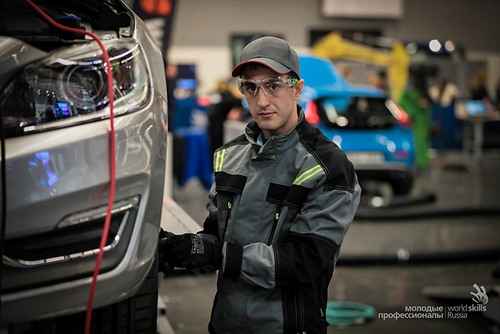 молодые
профессионалы
worldskills
Russia